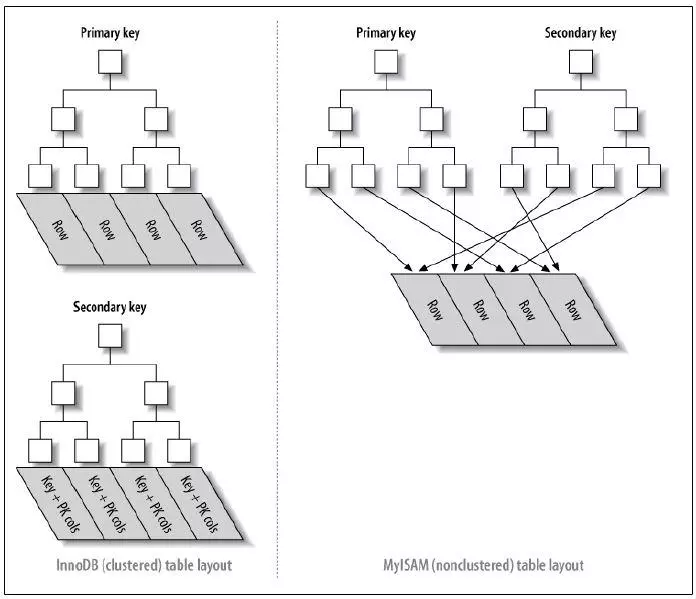 Primary key
Row
Row
Row
Row
Secondary key
Key + PK cols
Key + PK cols
Key + PK cols
Key + PK cols
InnoDB (clustered) table layout
Primary key
Secondary key
Row
Row
Row
Row
MyISAM (nonclustered) table layout